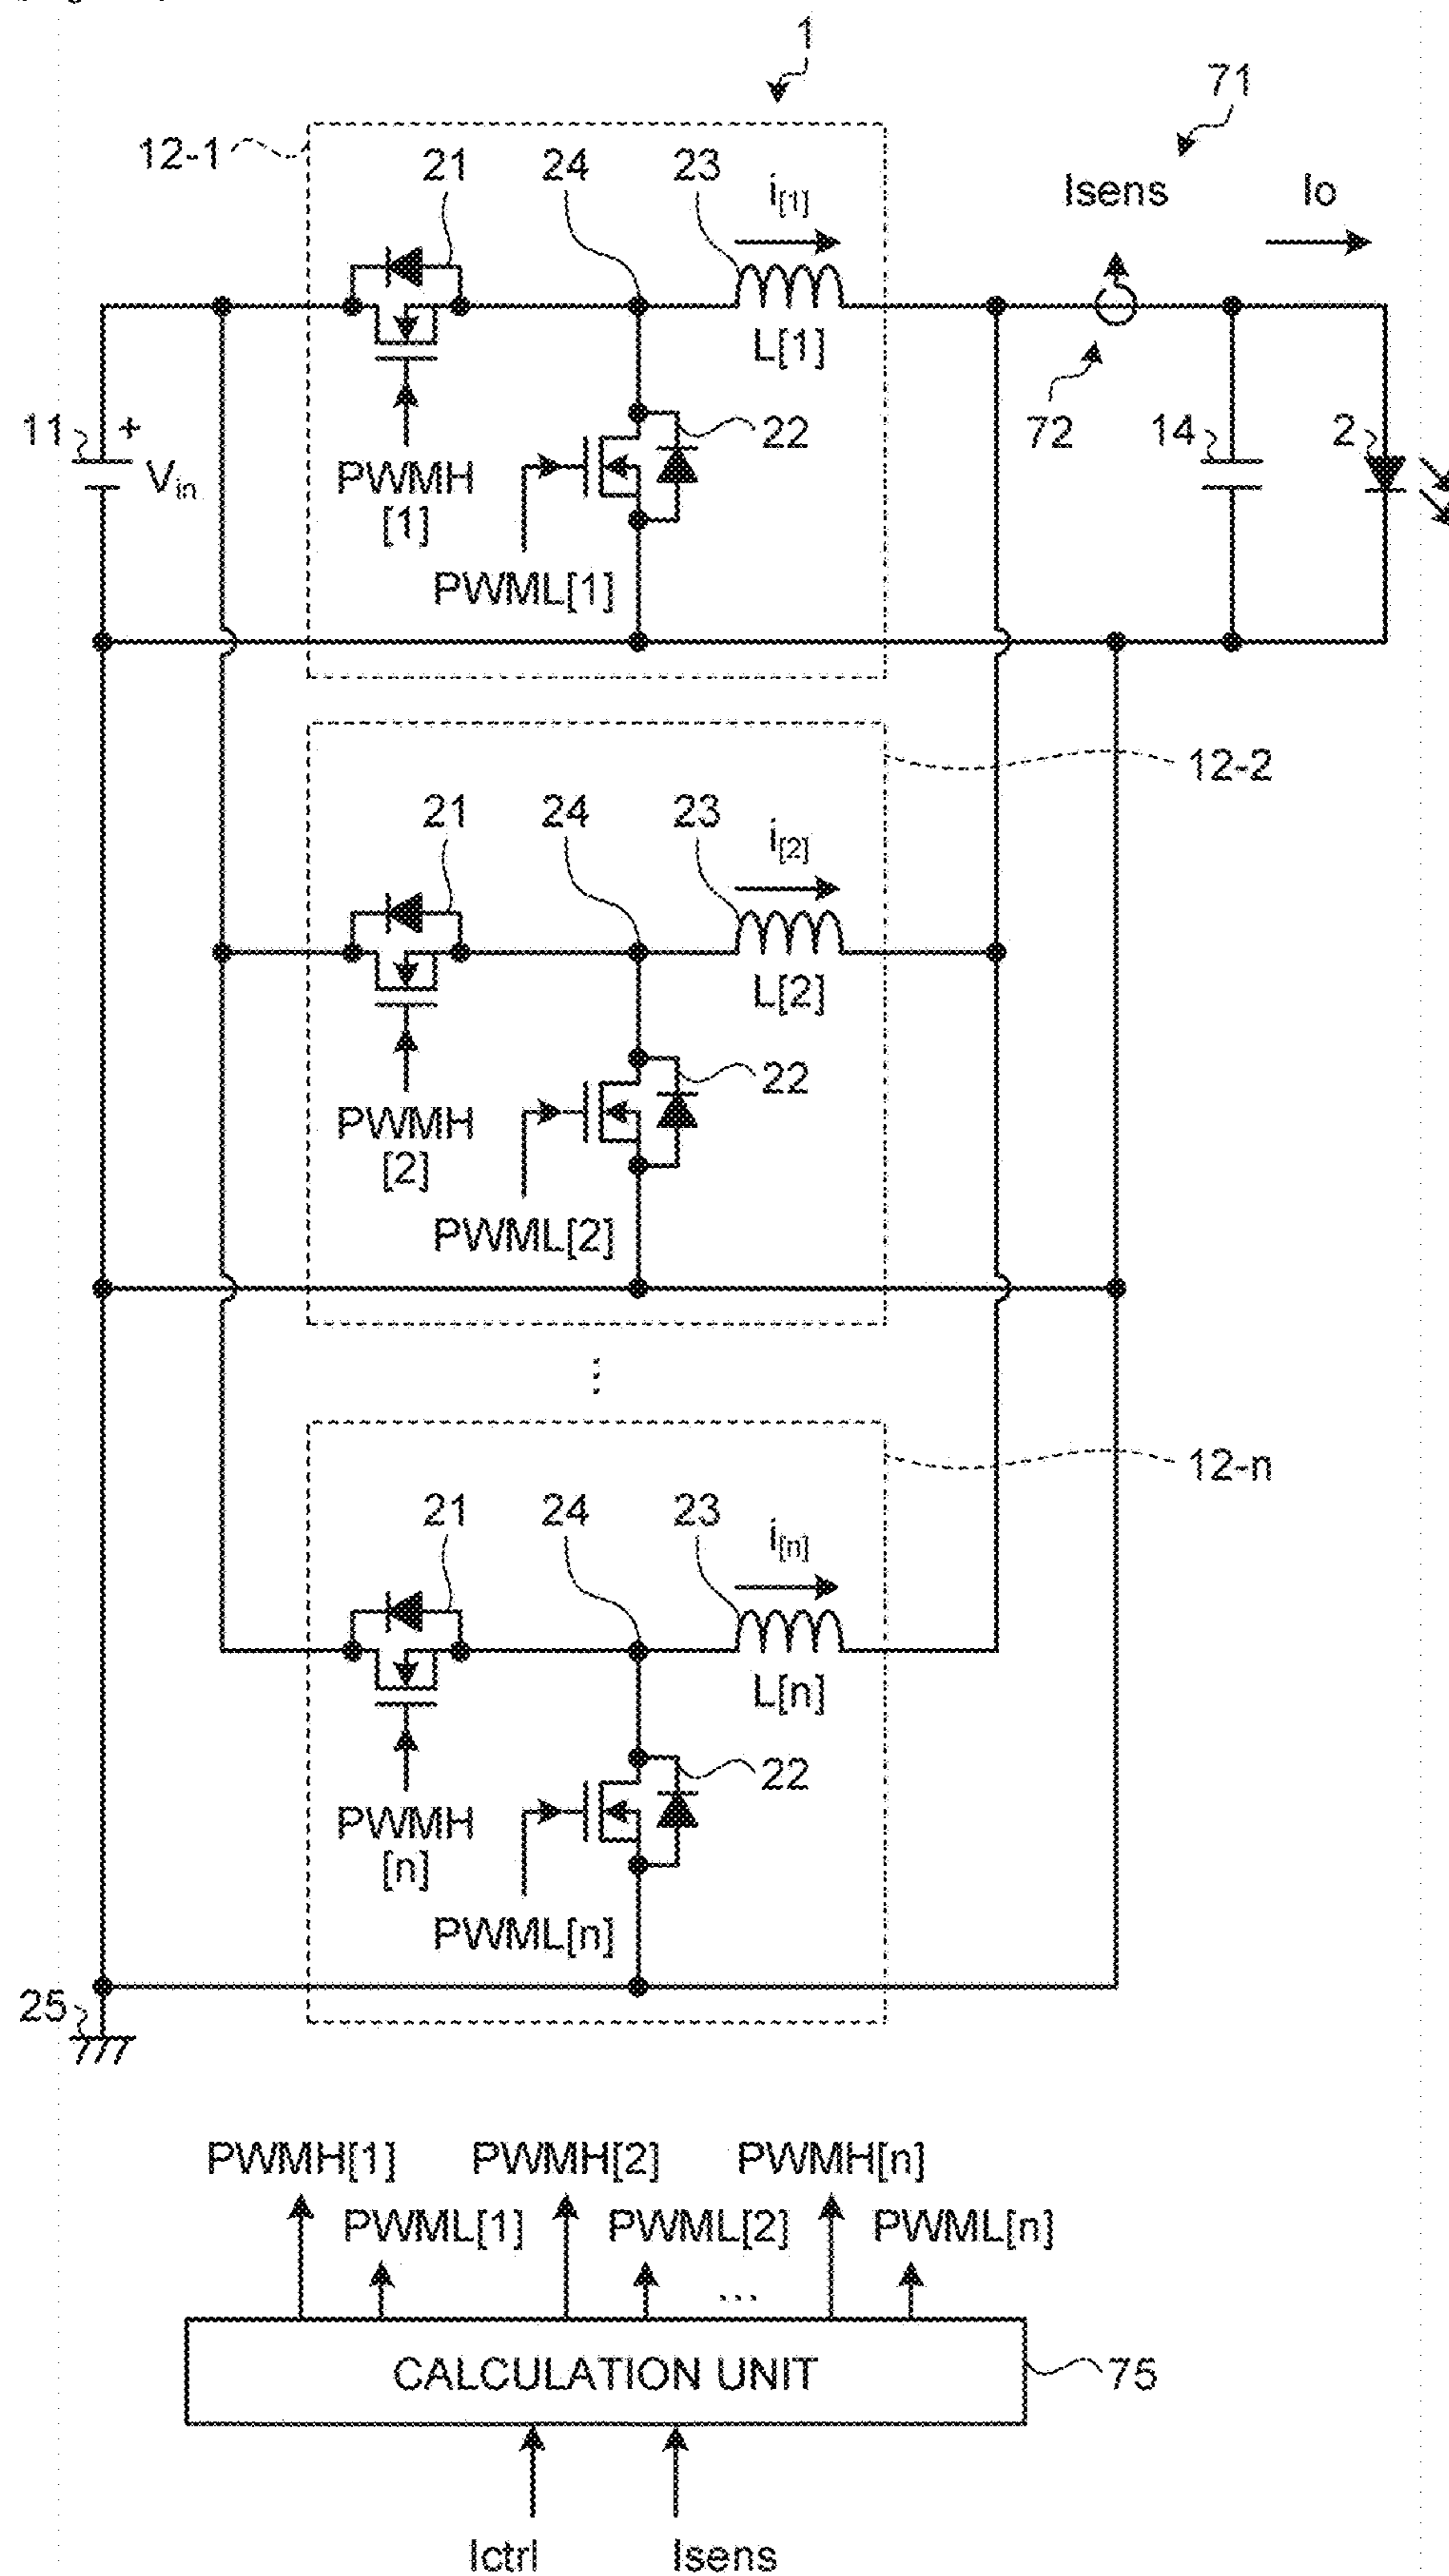 1
71
12-1
21
24
23
i[1]
Isens
Io
L[1]
11
+
Vin
PWMH
[1]
22
72
14
2
PWML[1]
12-2
21
24
23
i[2]
L[2]
22
PWMH
[2]
PWML[2]
⋮
12-n
21
24
23
i[n]
L[n]
22
PWMH
[n]
PWML[n]
25
PWMH[1] PWMH[2] PWMH[n]
PWML[1] PWML[2] PWML[n]
...
CALCULATION UNIT
75
Ictrl Isens